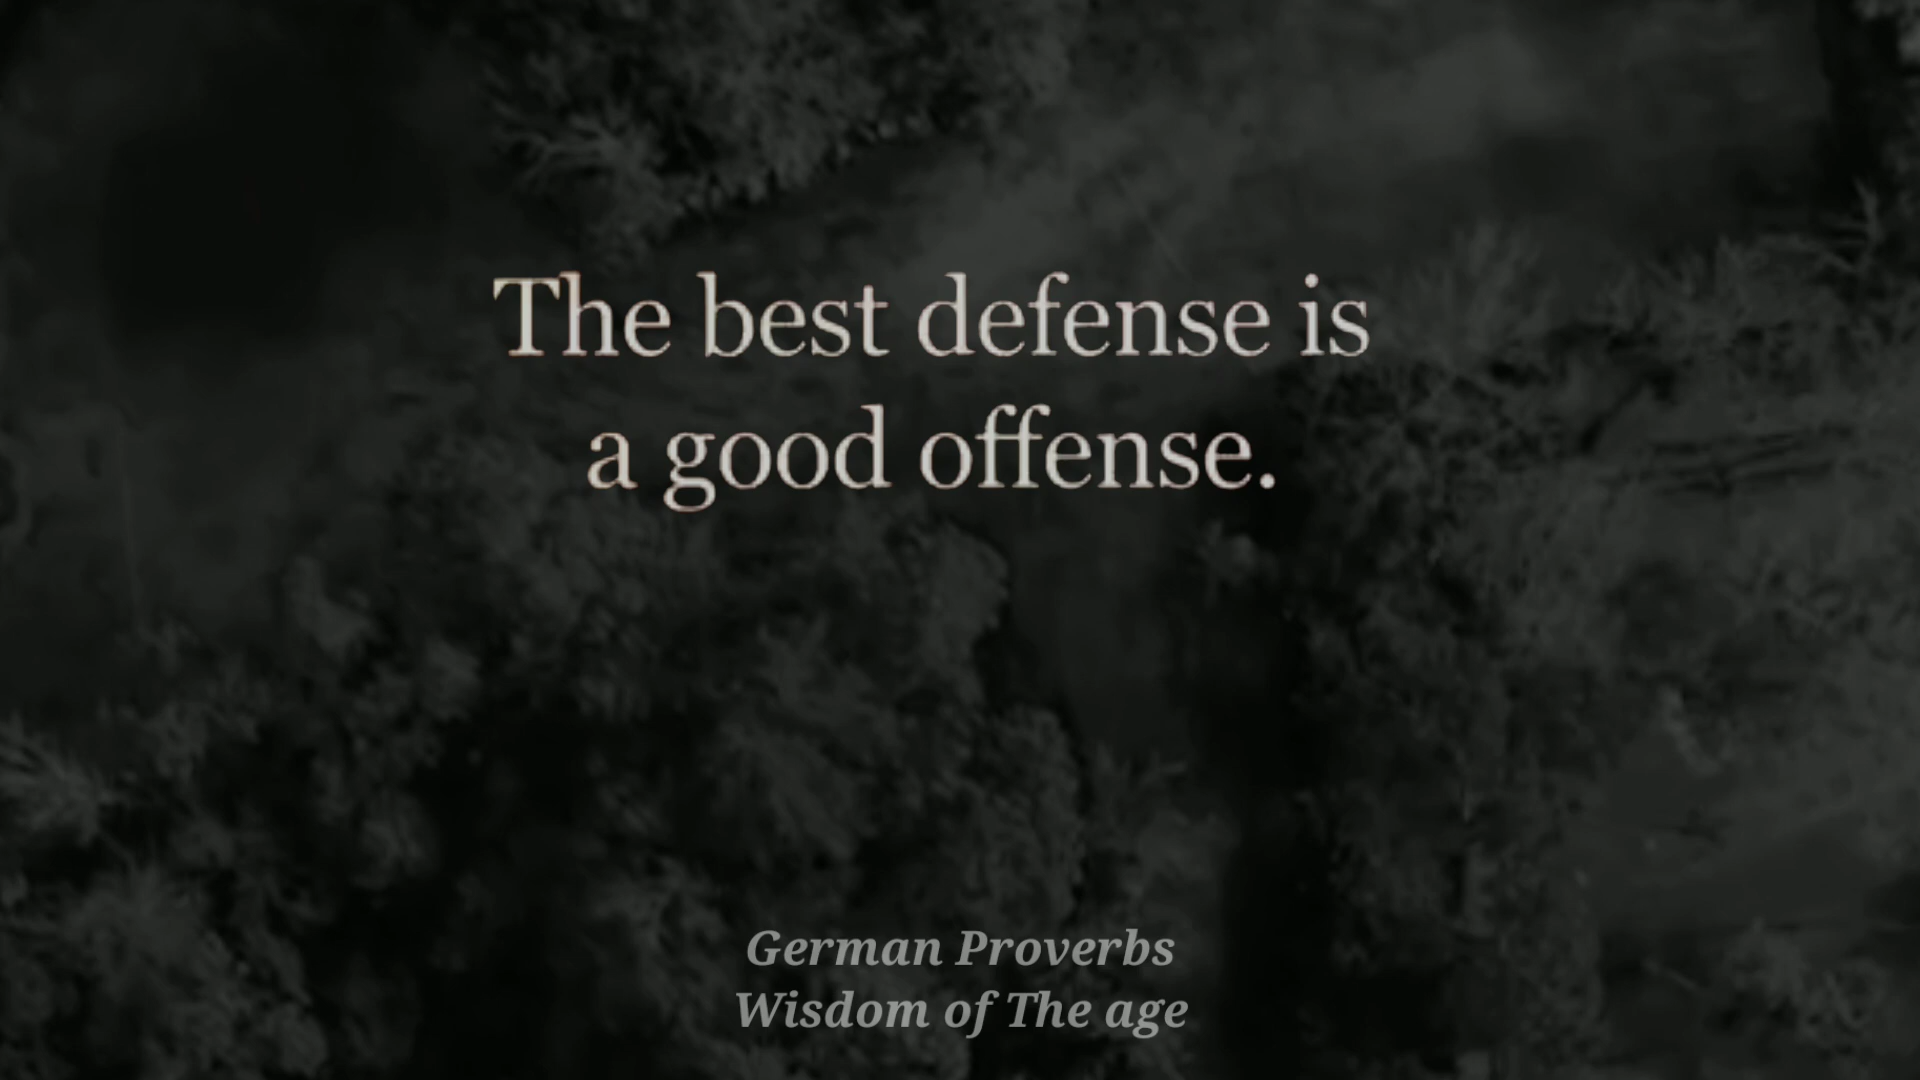 The best defense is
a good offense.
German Proverbs
Wisdom of The age